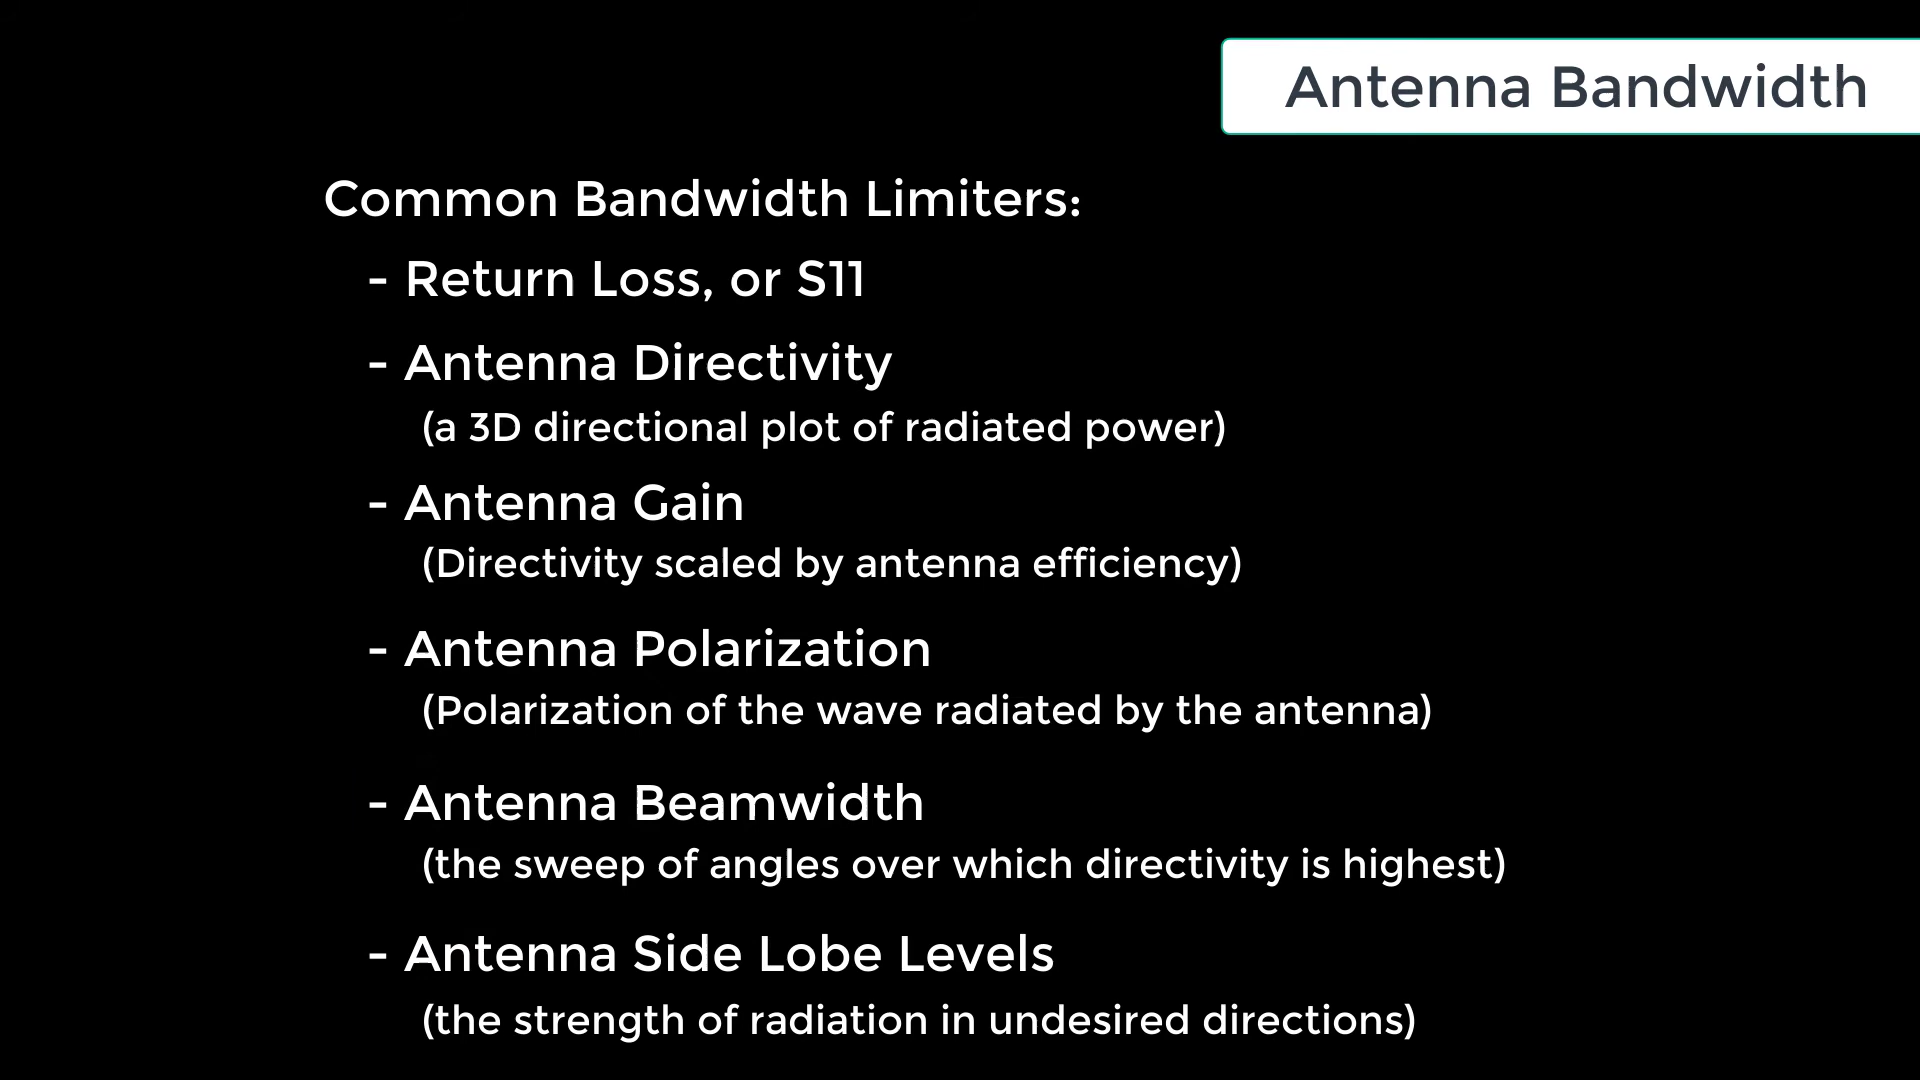 Antenna Bandwidth
Common Bandwidth Limiters:
- Return Loss, or S11
- Antenna Directivity
(a 3D directional plot of radiated power)
- Antenna Gain
(Directivity scaled by antenna efficiency)
- Antenna Polarization
(Polarization of the wave radiated by the antenna)
- Antenna Beamwidth
(the sweep of angles over which directivity is highest)
- Antenna Side Lobe Levels
(the strength of radiation in undesired directions)